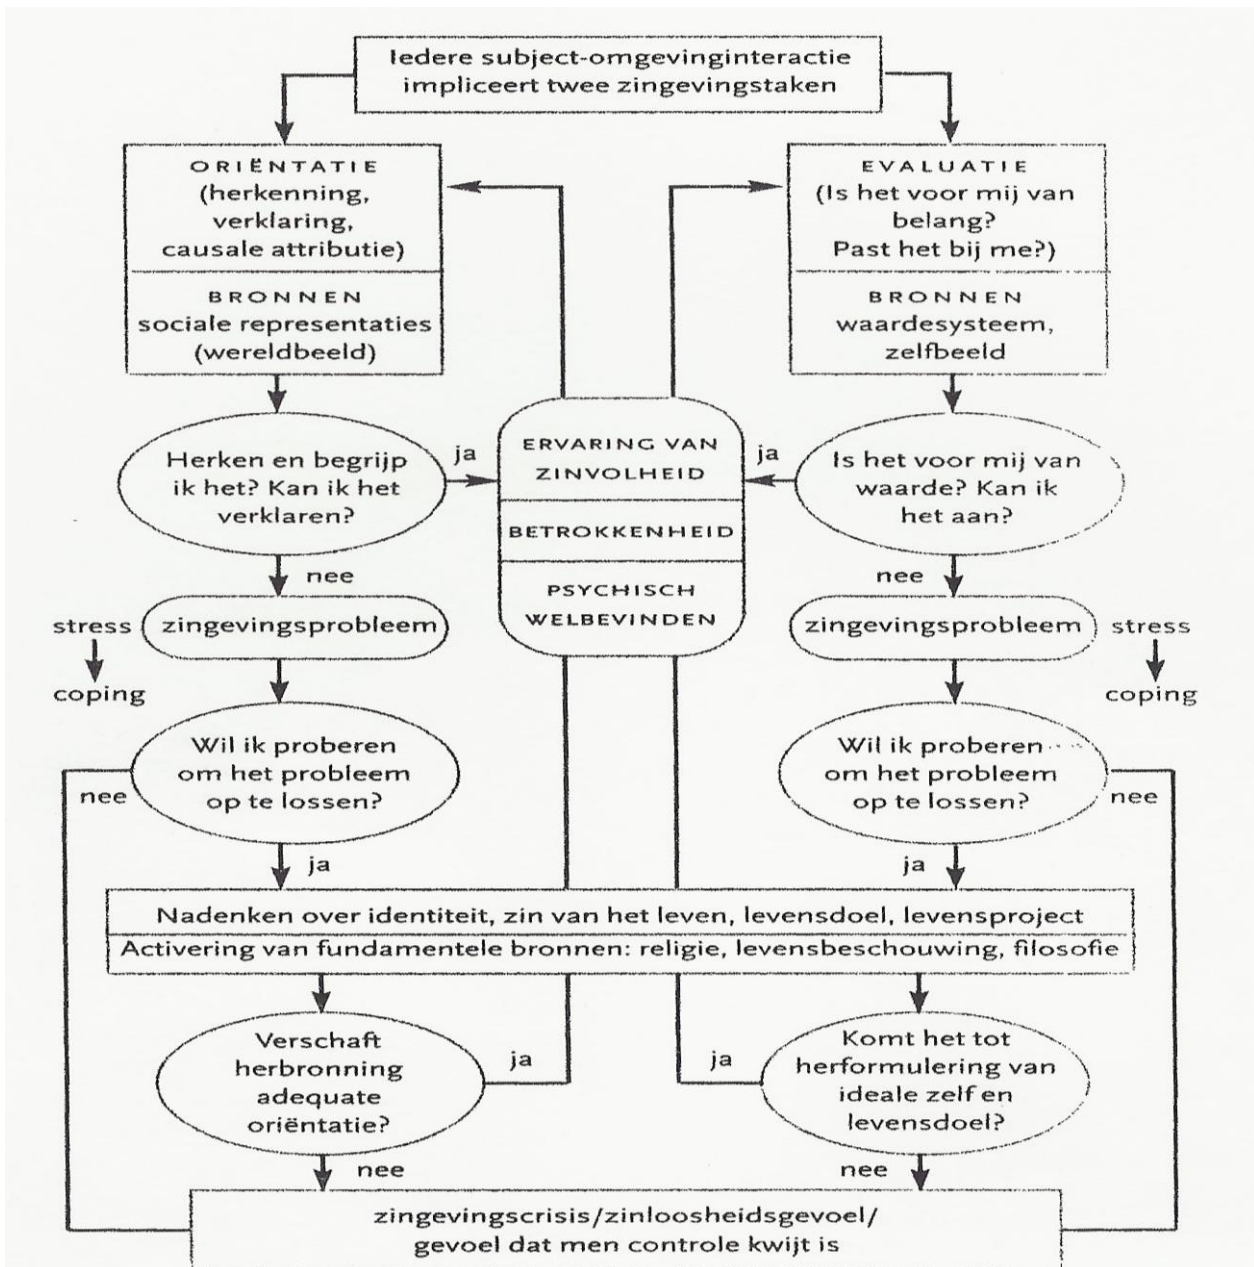 Iedere subject-omgevinginteractie
impliceert twee zingevingstaken
ORIËNTATIE
(herkenning,
verklaring,
causale attributie)
BRONNEN
sociale representaties
(wereldbeeld)
EVALUATIE
(Is het voor mij van
belang?
Past het bij me?)
BRONNEN
waardesysteem,
zelfbeeld
Herken en begrijp
ik het? Kan ik het
verklaren?
ja
ERVARING VAN
ZINVOLHEID
BETROKKENHEID
PSYCHISCH
WELBEVINDEN
ja
Is het voor mij van
waarde? Kan ik
het aan?
nee
nee
stress
coping
zingevingsprobleem
zingevingsprobleem
stress
coping
Wil ik proberen
om het probleem
op te lossen?
nee
ja
Wil ik proberen
om het probleem
op te lossen?
nee
ja
Nadenken over identiteit, zin van het leven, levensdoel, levensproject
Activering van fundamentele bronnen: religie, levensbeschouwing, filosofie
Verschaft
herbronning
adequate
oriëntatie?
ja
ja
Komt het tot
herformulering van
ideale zelf en
levensdoel?
nee
nee
zingevingscrisis/zinloosheidsgevoel/
gevoel dat men controle kwijt is